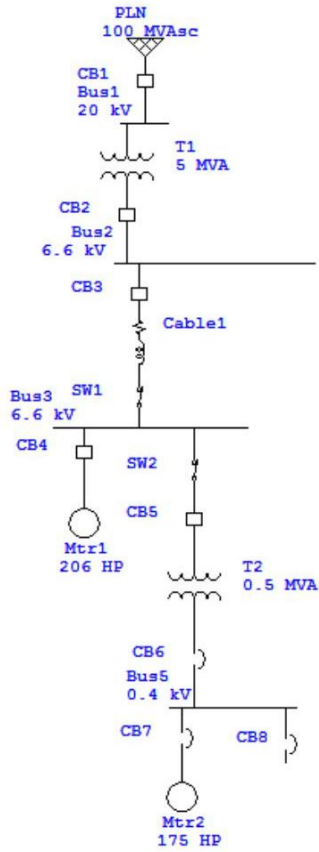 PLN
100 MVAsc
CB1
Bus1
20 kV
T1
5 MVA
CB2
Bus2
6.6 kV
CB3
Cable1
SW1
Bus3
6.6 kV
CB4
SW2
CB5
Mtr1
206 HP
T2
0.5 MVA
CB6
Bus5
0.4 kV
CB7
CB8
Mtr2
175 HP